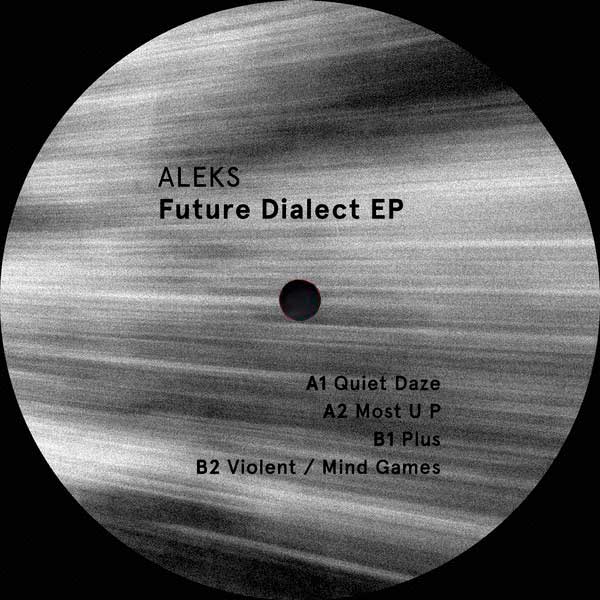 ALEKS
Future Dialect EP
A1 Quiet Daze
A2 Most U P
B1 Plus
B2 Violent / Mind Games